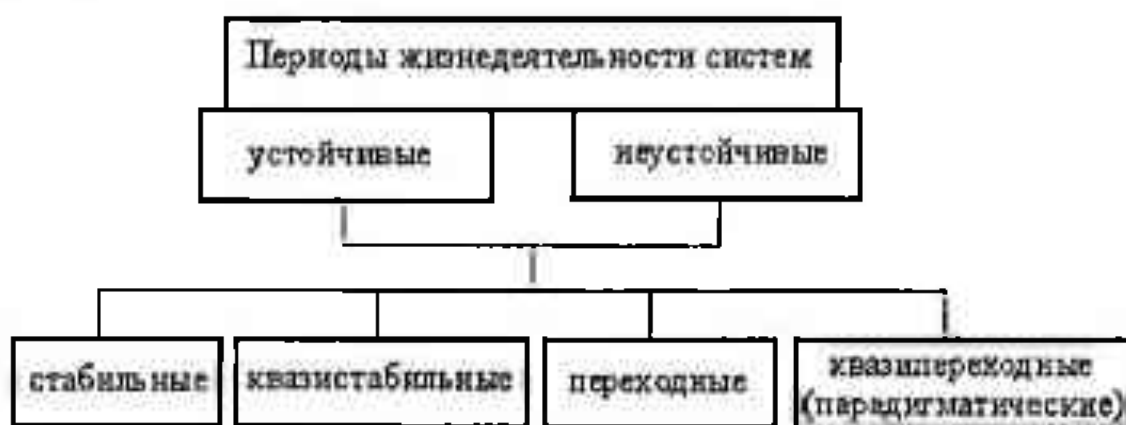 Периоды жизнедеятельности систем
устойчивые
неустойчивые
стабильные
квазистабильные
переходные
квазипереходные
(парадигматические)